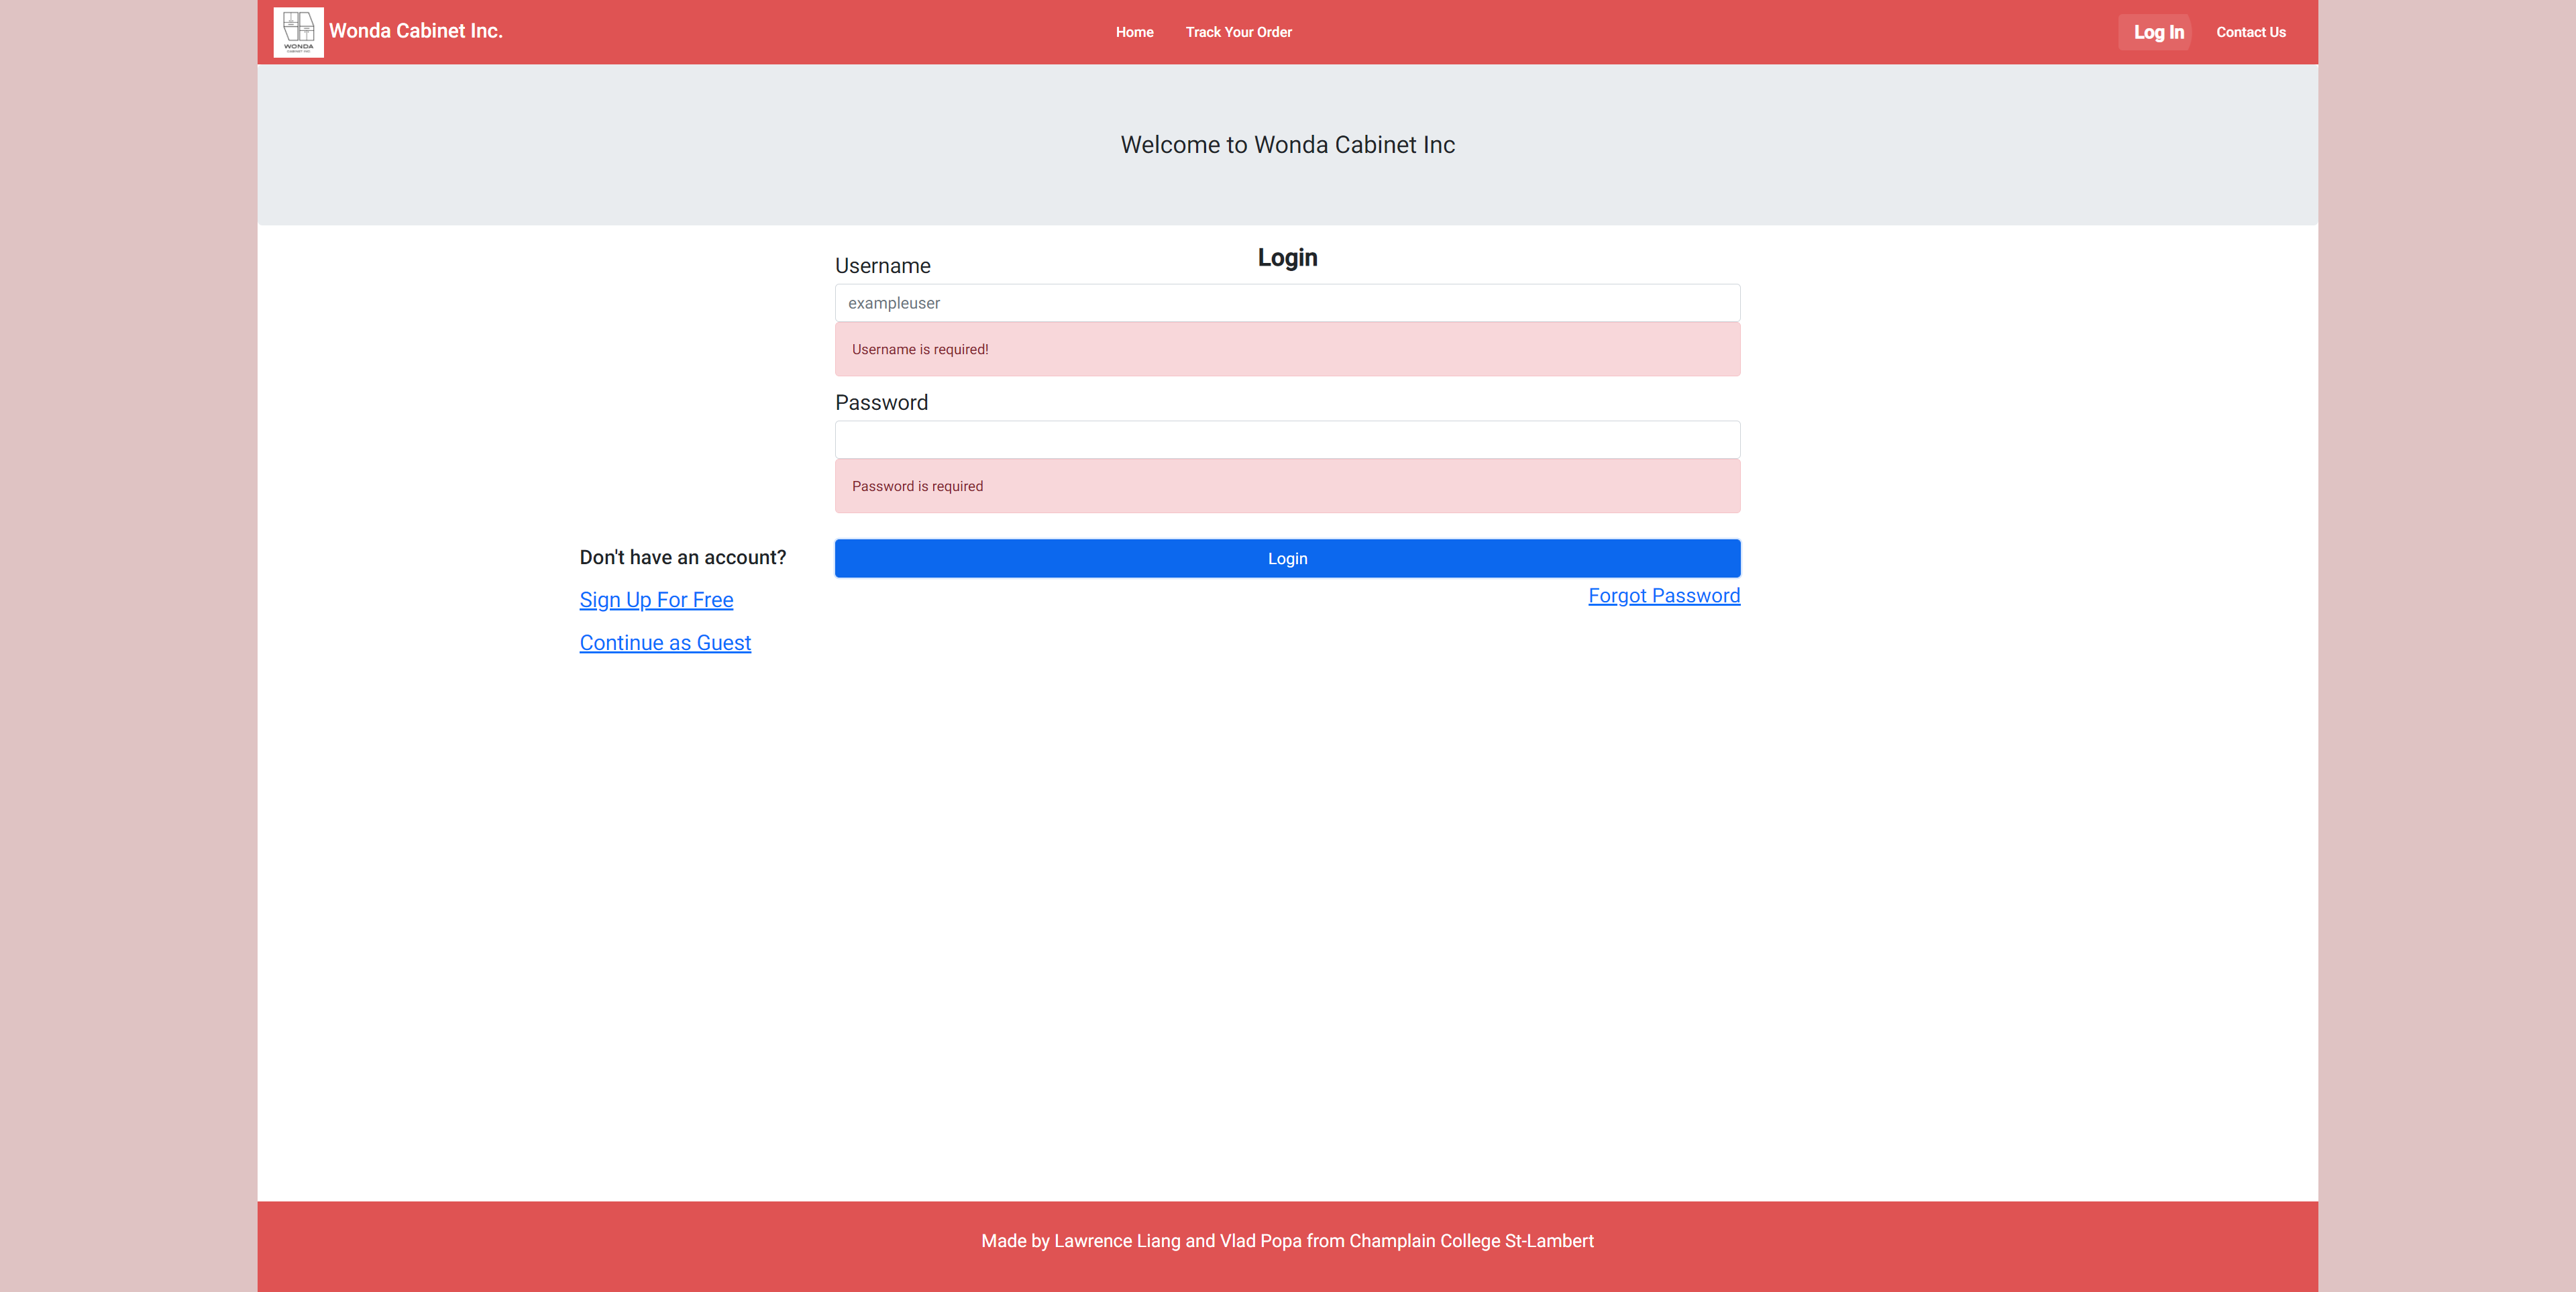 WONDA
CABINET INC.
Wonda Cabinet Inc.
Home
Track Your Order
Log In
Contact Us
Welcome to Wonda Cabinet Inc
Login
Username
exampleuser
Username is required!
Password
Password is required
Don't have an account?
Login
Sign Up For Free
Forgot Password
Continue as Guest
Made by Lawrence Liang and Vlad Popa from Champlain College St-Lambert